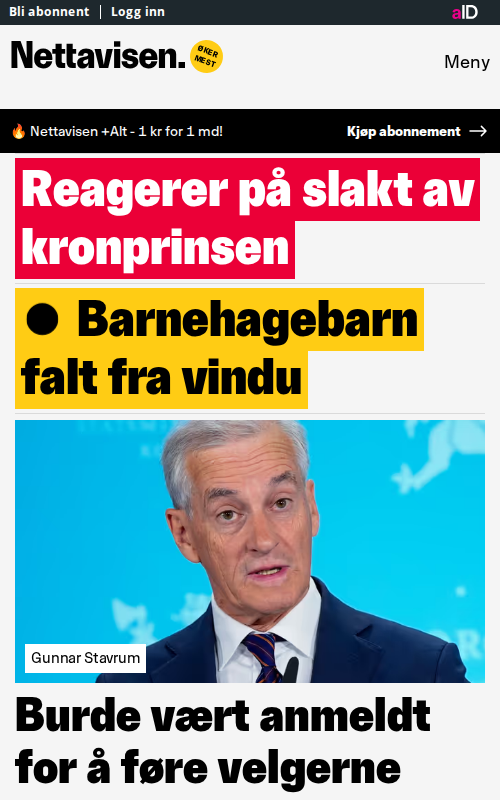 Bli abonnent | Logg inn
aID
Nettavisen.
ØKER
MEST
Meny
🔥 Nettavisen +Alt - 1 kr for 1 md!
Kjøp abonnement →
Reagerer på slakt av
kronprinsen
● Barnehagebarn
falt fra vindu
Gunnar Stavrum
Burde vært anmeldt
for å føre velgerne